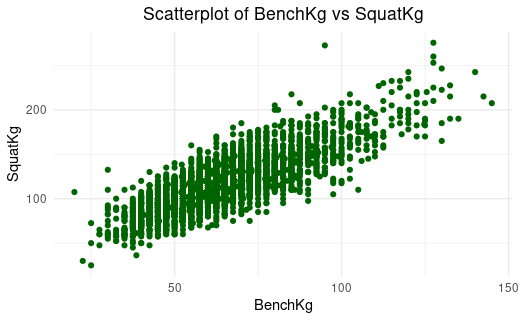 Scatterplot of BenchKg vs SquatKg
SquatKg
200
100
50
100
150
BenchKg